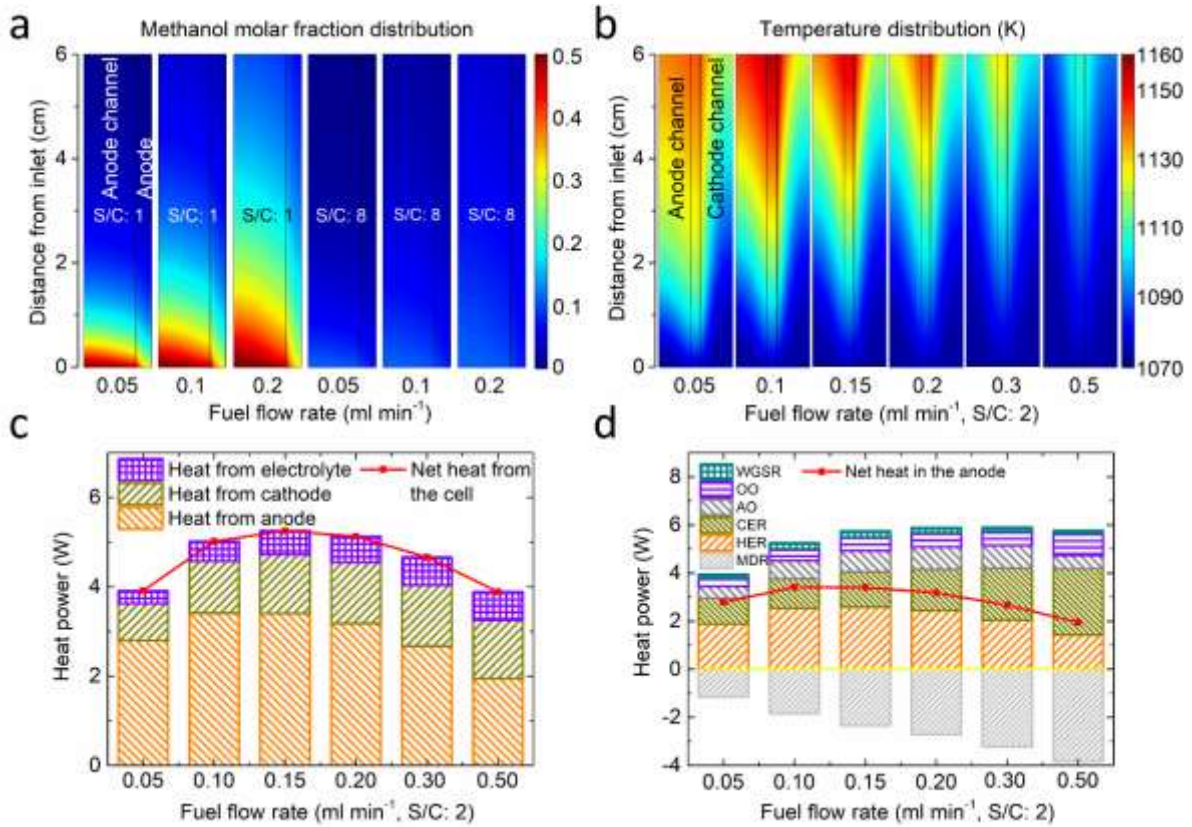 a
Methanol molar fraction distribution
Distance from inlet (cm)
6
4
2
0
Anode channel
Anode
S/C: 1
S/C: 1
S/C: 1
S/C: 8
S/C: 8
S/C: 8
0.5
0.4
0.3
0.2
0.1
0
0.05 0.1 0.2 0.05 0.1 0.2
Fuel flow rate (ml min⁻¹)
b
Temperature distribution (K)
Distance from inlet (cm)
6
4
2
0
Anode channel
Cathode channel
1160
1150
1130
1110
1090
1070
0.05 0.1 0.15 0.2 0.3 0.5
Fuel flow rate (ml min⁻¹, S/C: 2)
c
Heat from electrolyte
Heat from cathode
Heat from anode
Net heat from
the cell
Heat power (W)
6
4
2
0
0.05 0.10 0.15 0.20 0.30 0.50
Fuel flow rate (ml min⁻¹, S/C: 2)
d
WGSR
OO
AO
CER
HER
MDR
Net heat in the anode
Heat power (W)
8
6
4
2
0
-2
-4
0.05 0.10 0.15 0.20 0.30 0.50
Fuel flow rate (ml min⁻¹, S/C: 2)